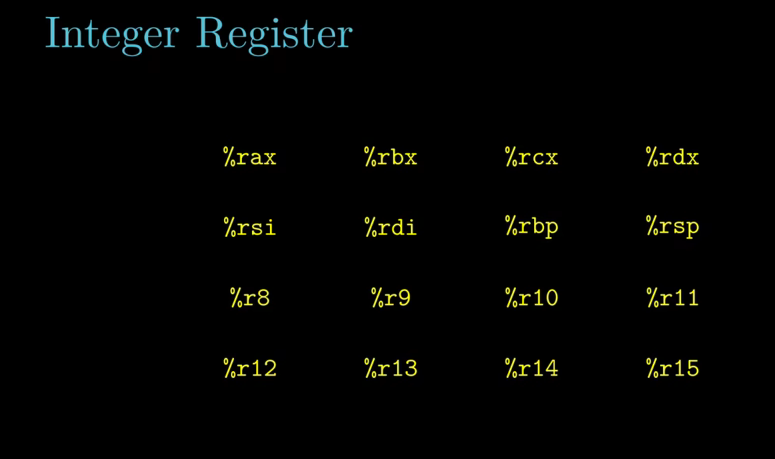 Integer Register
%rax %rbx %rcx %rdx
%rsi %rdi %rbp %rsp
%r8 %r9 %r10 %r11
%r12 %r13 %r14 %r15